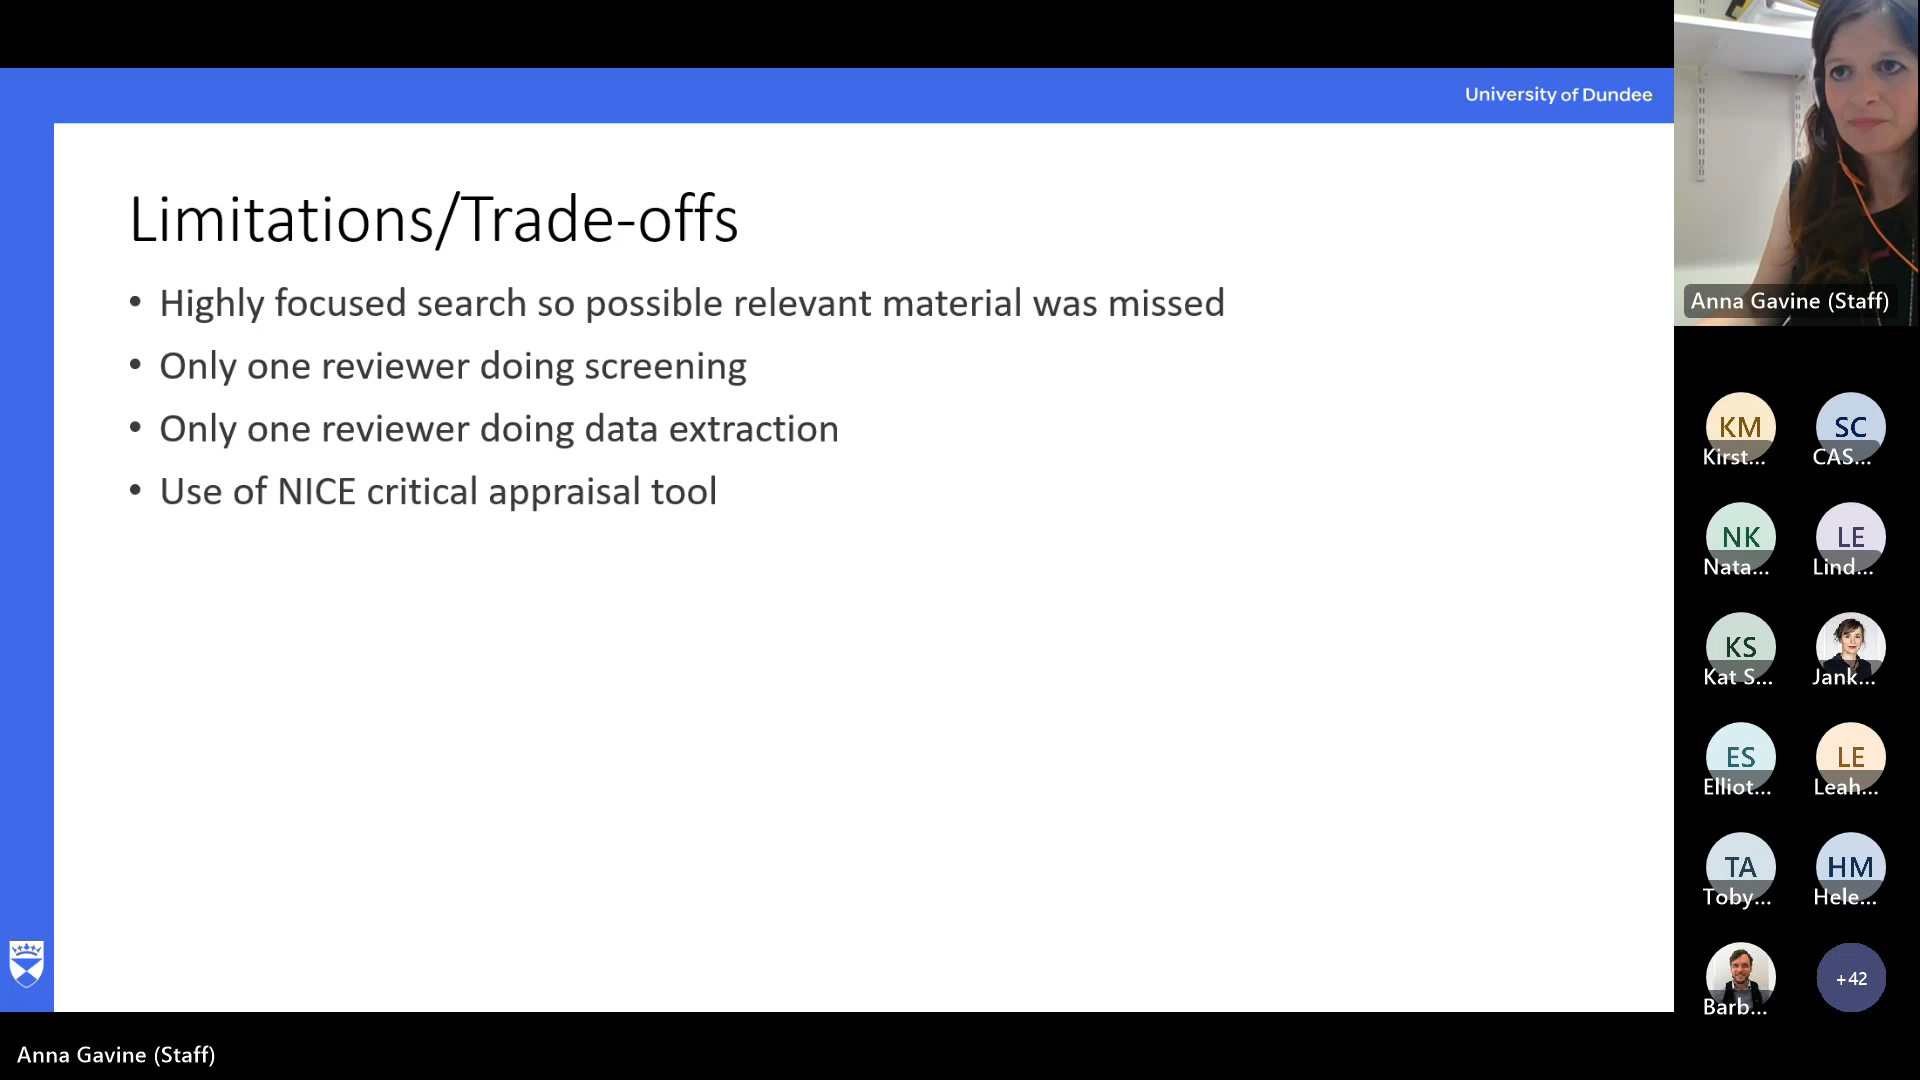 University of Dundee
Limitations/Trade-offs
• Highly focused search so possible relevant material was missed
• Only one reviewer doing screening
• Only one reviewer doing data extraction
• Use of NICE critical appraisal tool
Anna Gavine (Staff)
KM
Kirst...
SC
CAS...
NK
Nata...
LE
Lind...
KS
Kat S...
Jank...
ES
Elliot...
LE
Leah...
TA
Toby...
HM
Hele...
Barb...
+42
Anna Gavine (Staff)